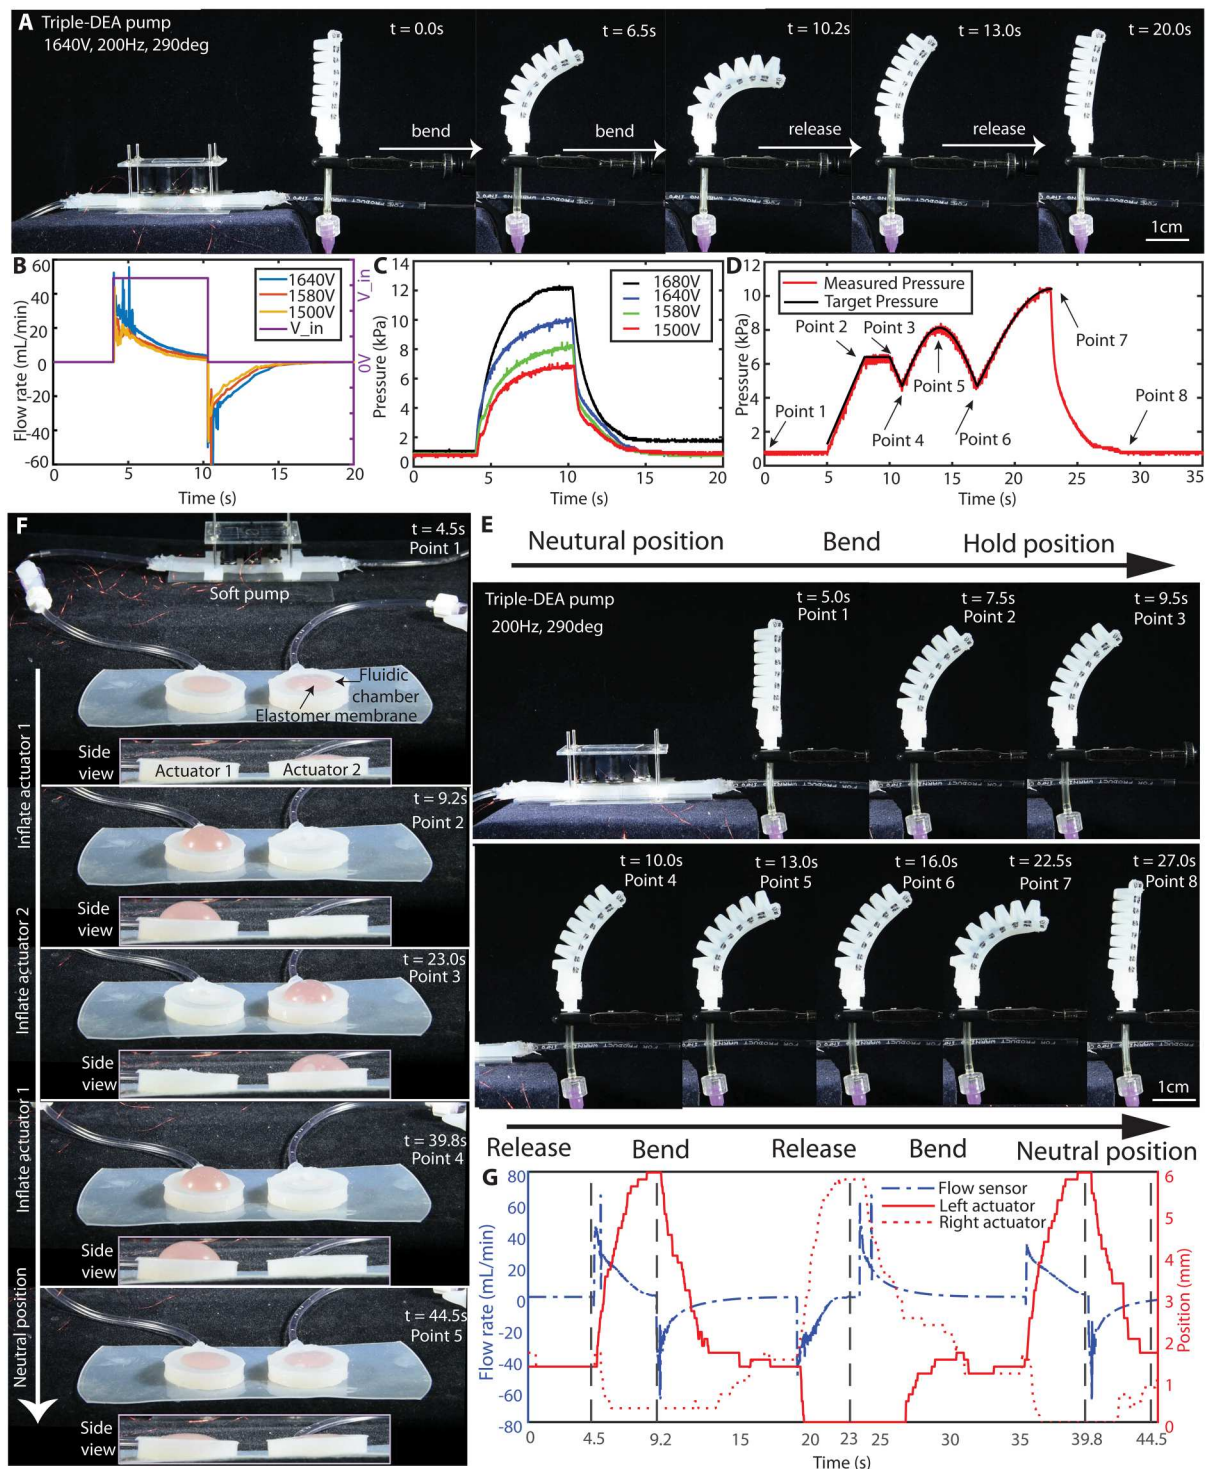 A Triple-DEA pump
1640V, 200Hz, 290deg
t = 0.0s
t = 6.5s
t = 10.2s
t = 13.0s
t = 20.0s
bend
bend
release
release
1cm
B
60
40
20
0
-20
-40
-60
Flow rate (mL/min)
1640V
1580V
1500V
V_in
V_in
0V
0 5 10 15 20
Time (s)
C
14
12
10
8
6
4
2
0
Pressure (kPa)
1680V
1640V
1580V
1500V
0 5 10 15 20
Time (s)
D
12
10
8
6
4
2
0
Pressure (kPa)
Measured Pressure
Target Pressure
Point 1
Point 2
Point 3
Point 4
Point 5
Point 6
Point 7
Point 8
0 5 10 15 20 25 30 35
Time (s)
F
t = 4.5s
Point 1
Soft pump
Fluidic
chamber
Elastomer membrane
Side
view
Actuator 1
Actuator 2
t = 9.2s
Point 2
Side
view
t = 23.0s
Point 3
Side
view
t = 39.8s
Point 4
Side
view
t = 44.5s
Point 5
Side
view
Inflate actuator 1
Inflate actuator 2
Inflate actuator 1
Neutral position
E
Neutural position Bend Hold position
Triple-DEA pump
200Hz, 290deg
t = 5.0s
Point 1
t = 7.5s
Point 2
t = 9.5s
Point 3
t = 10.0s
Point 4
t = 13.0s
Point 5
t = 16.0s
Point 6
t = 22.5s
Point 7
t = 27.0s
Point 8
1cm
Release Bend Release Bend Neutral position
G
80
60
40
20
0
-20
-40
-60
-80
Flow rate (mL/min)
Flow sensor
Left actuator
Right actuator
6
5
4
3
2
1
0
Position (mm)
0 4.5 9.2 15 20 23 25 30 35 39.8 44.5
Time (s)